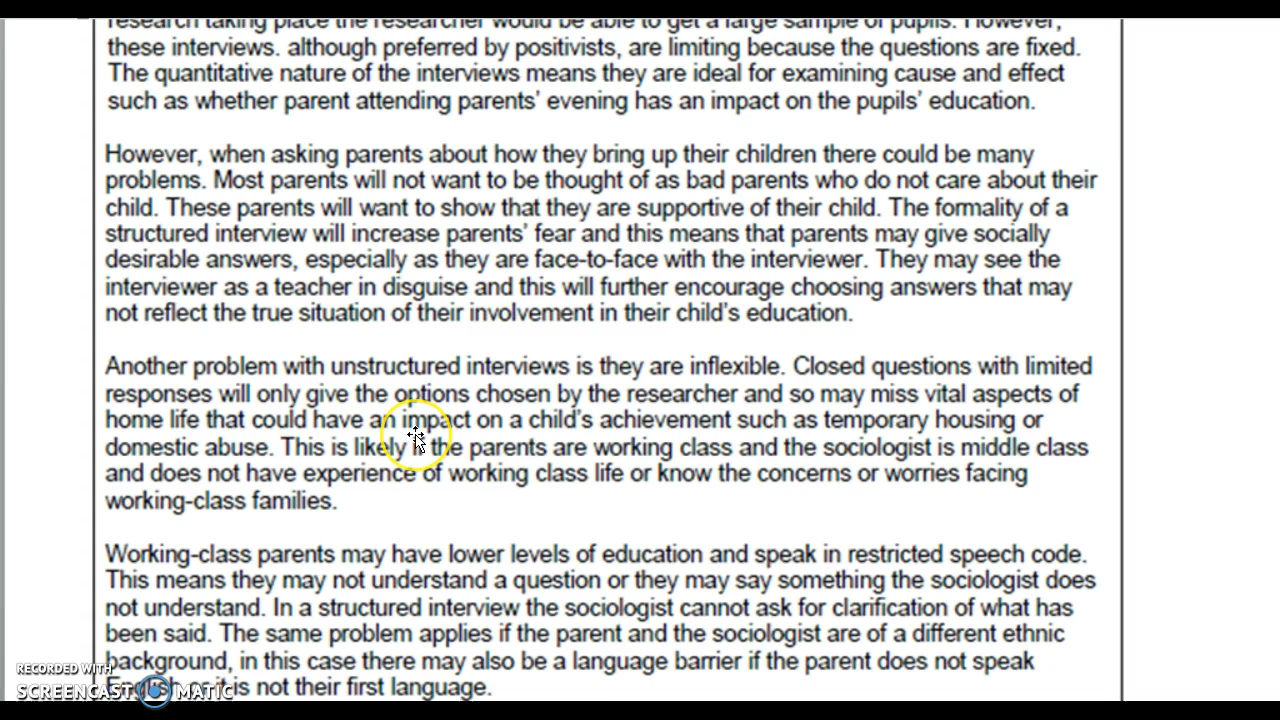 research taking place the researcher would be able to get a large sample of pupils. However,
these interviews. although preferred by positivists, are limiting because the questions are fixed.
The quantitative nature of the interviews means they are ideal for examining cause and effect
such as whether parent attending parents' evening has an impact on the pupils' education.
However, when asking parents about how they bring up their children there could be many
problems. Most parents will not want to be thought of as bad parents who do not care about their
child. These parents will want to show that they are supportive of their child. The formality of a
structured interview will increase parents' fear and this means that parents may give socially
desirable answers, especially as they are face-to-face with the interviewer. They may see the
interviewer as a teacher in disguise and this will further encourage choosing answers that may
not reflect the true situation of their involvement in their child's education.
Another problem with unstructured interviews is they are inflexible. Closed questions with limited
responses will only give the options chosen by the researcher and so may miss vital aspects of
home life that could have an impact on a child's achievement such as temporary housing or
domestic abuse. This is likely if the parents are working class and the sociologist is middle class
and does not have experience of working class life or know the concerns or worries facing
working-class families.
Working-class parents may have lower levels of education and speak in restricted speech code.
This means they may not understand a question or they may say something the sociologist does
not understand. In a structured interview the sociologist cannot ask for clarification of what has
been said. The same problem applies if the parent and the sociologist are of a different ethnic
background, in this case there may also be a language barrier if the parent does not speak
English is not their first language.
RECORDED WITH
SCREENCAST MATIC